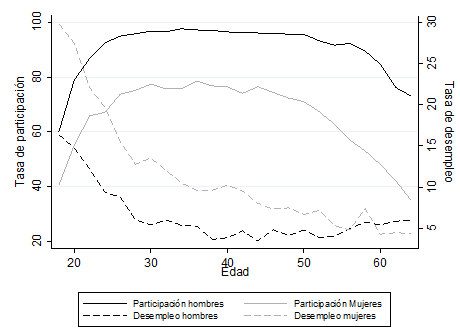 100
80
60
40
20
Tasa de participación
30
25
20
15
10
5
Tasa de desempleo
20 30 40 50 60
Edad
Participación hombres Participación Mujeres
Desempleo hombres Desempleo mujeres